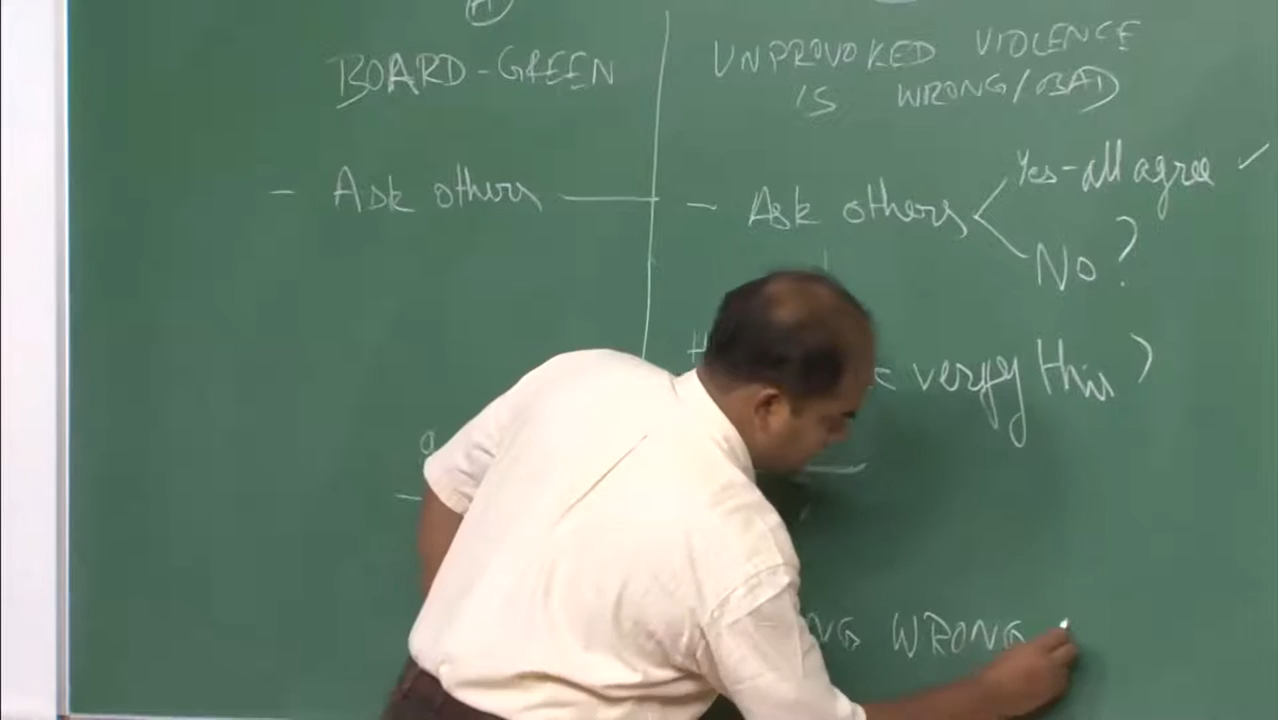 BOARD-GREEN
UNPROVOKED VIOLENCE
IS WRONG/BAD
- Ask others
- Ask others
Yes-all agree ✓
No?
verify this?
WRONG